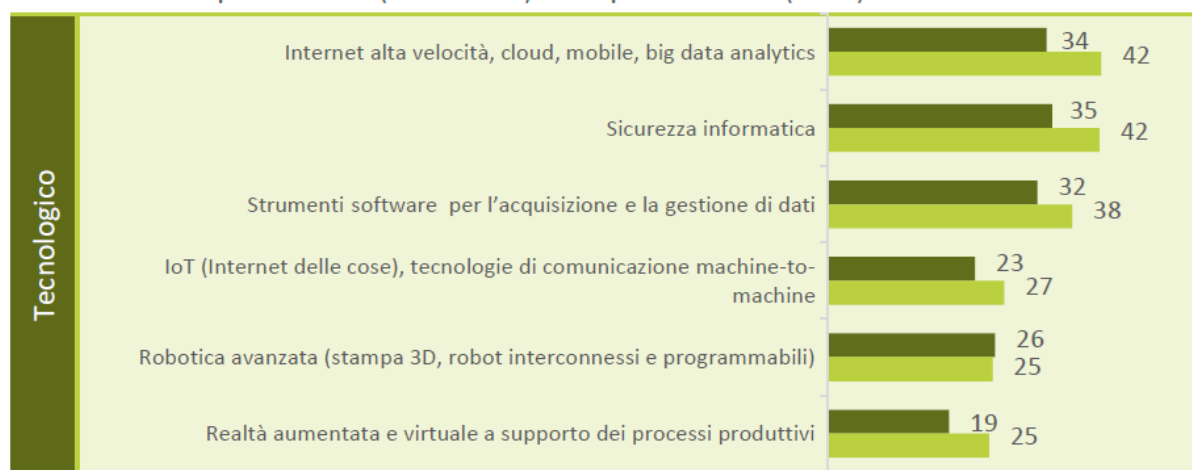 Tecnologico
Internet alta velocità, cloud, mobile, big data analytics
34
42
Sicurezza informatica
35
42
Strumenti software per l’acquisizione e la gestione di dati
32
38
IoT (Internet delle cose), tecnologie di comunicazione machine-to-
machine
23
27
Robotica avanzata (stampa 3D, robot interconnessi e programmabili)
26
25
Realtà aumentata e virtuale a supporto dei processi produttivi
19
25